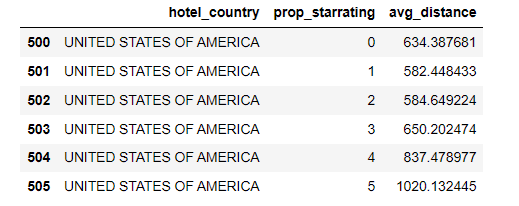 hotel_country prop_starrating avg_distance
500 UNITED STATES OF AMERICA 0 634.387681
501 UNITED STATES OF AMERICA 1 582.448433
502 UNITED STATES OF AMERICA 2 584.649224
503 UNITED STATES OF AMERICA 3 650.202474
504 UNITED STATES OF AMERICA 4 837.478977
505 UNITED STATES OF AMERICA 5 1020.132445